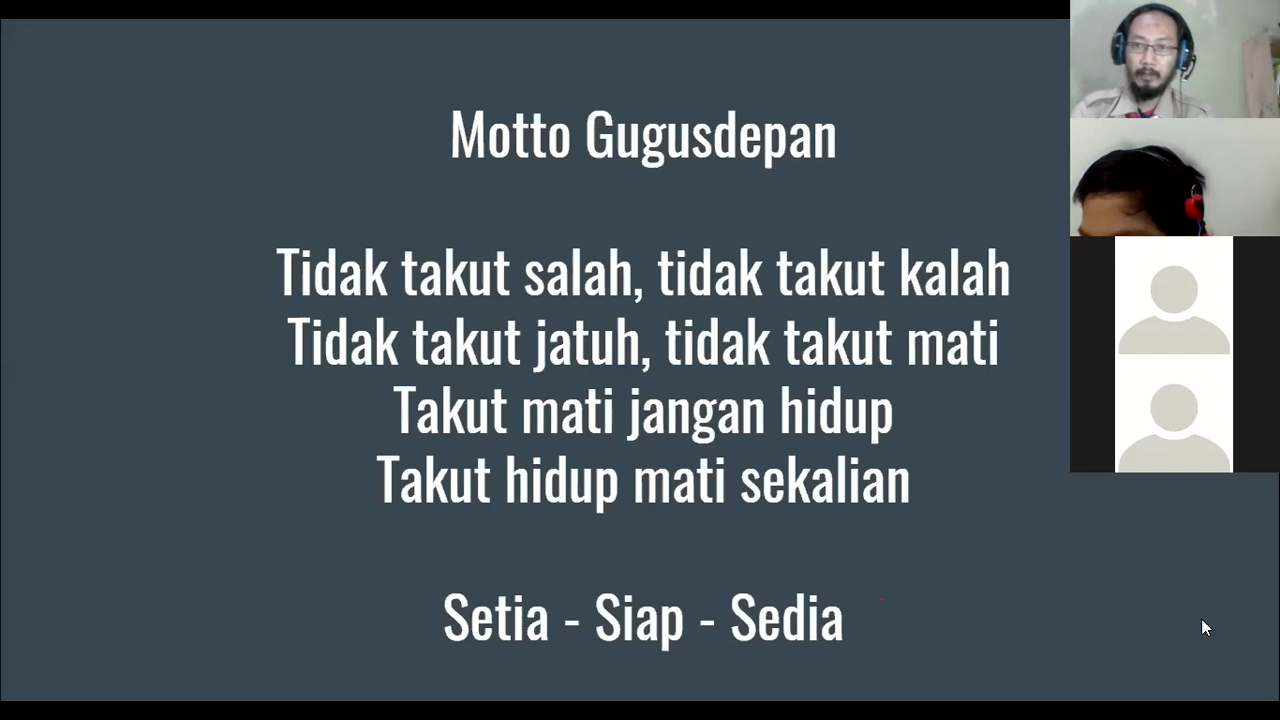 Motto Gugusdepan
Tidak takut salah, tidak takut kalah
Tidak takut jatuh, tidak takut mati
Takut mati jangan hidup
Takut hidup mati sekalian
Setia - Siap - Sedia